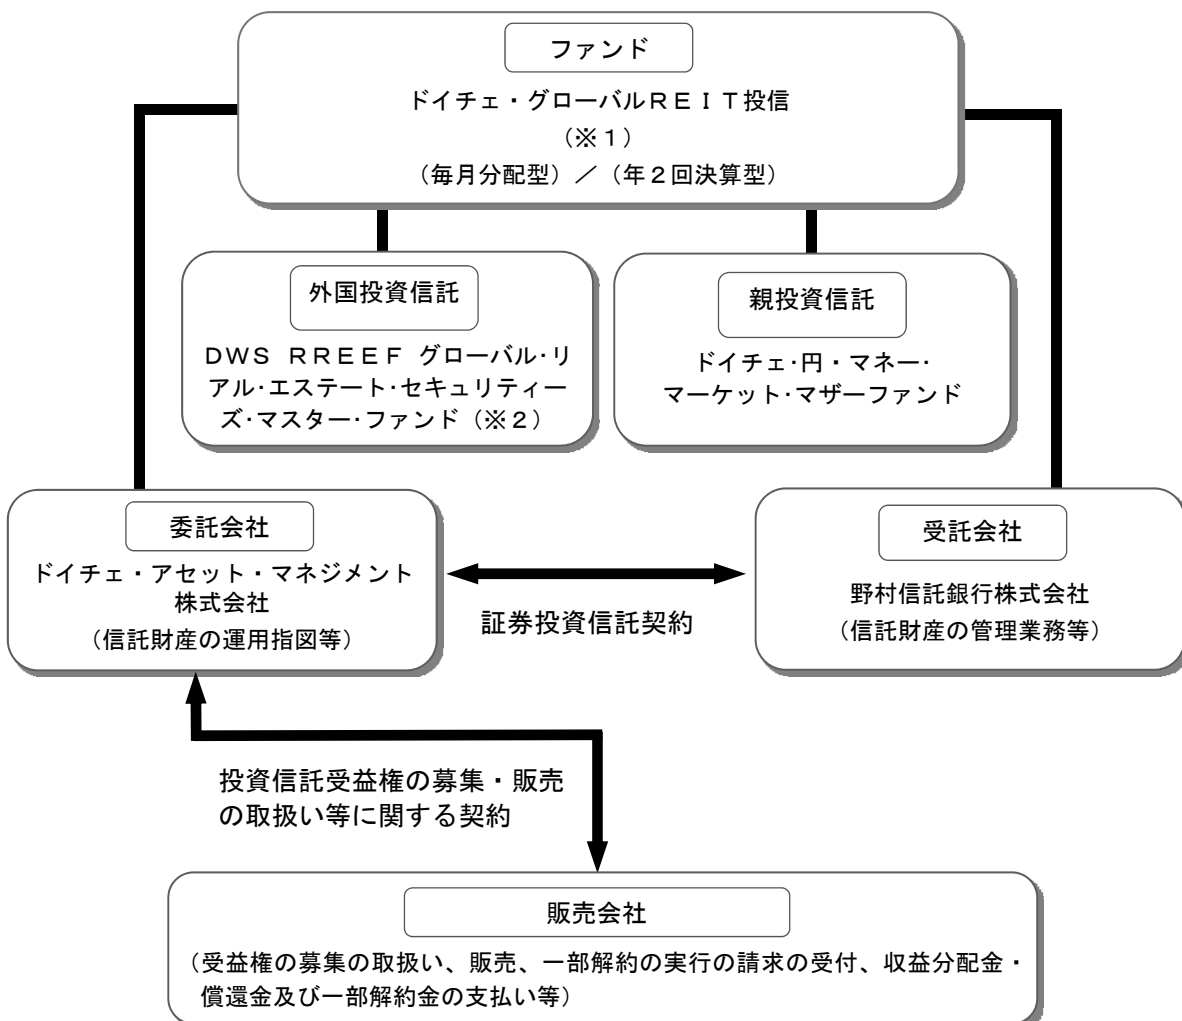 ファンド
ドイチェ・グローバルＲＥＩＴ投信
（※１）
（毎月分配型）／（年２回決算型）
外国投資信託
ＤＷＳ ＲＲＥＥＦ グローバル・リ
アル・エステート・セキュリティー
ズ・マスター・ファンド（※２）
親投資信託
ドイチェ・円・マネー・
マーケット・マザーファンド
委託会社
ドイチェ・アセット・マネジメント
株式会社
（信託財産の運用指図等）
証券投資信託契約
受託会社
野村信託銀行株式会社
（信託財産の管理業務等）
投資信託受益権の募集・販売
の取扱い等に関する契約
販売会社
（受益権の募集の取扱い、販売、一部解約の実行の請求の受付、収益分配金・
償還金及び一部解約金の支払い等）